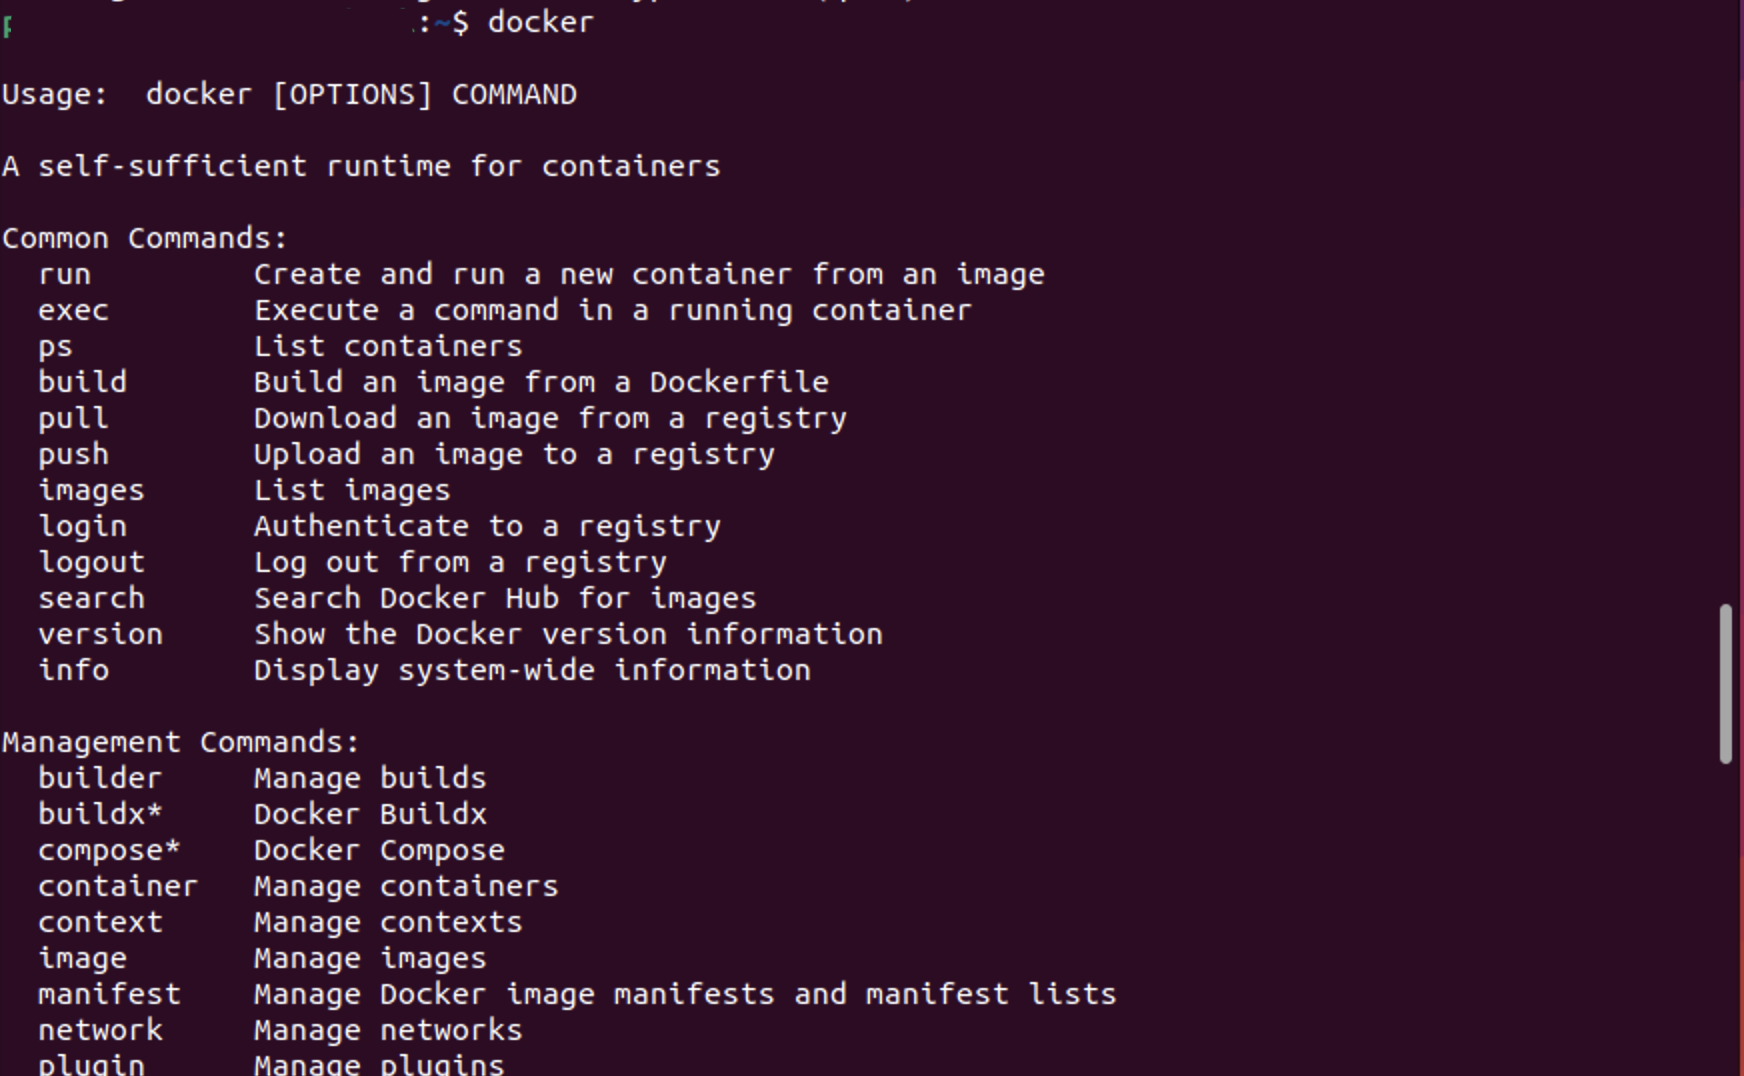 :~$ docker
Usage:  docker [OPTIONS] COMMAND
A self-sufficient runtime for containers
Common Commands:
  run         Create and run a new container from an image
  exec        Execute a command in a running container
  ps          List containers
  build       Build an image from a Dockerfile
  pull        Download an image from a registry
  push        Upload an image to a registry
  images      List images
  login       Authenticate to a registry
  logout      Log out from a registry
  search      Search Docker Hub for images
  version     Show the Docker version information
  info        Display system-wide information
Management Commands:
  builder     Manage builds
  buildx*     Docker Buildx
  compose*    Docker Compose
  container   Manage containers
  context     Manage contexts
  image       Manage images
  manifest    Manage Docker image manifests and manifest lists
  network     Manage networks
  plugin      Manage plugins